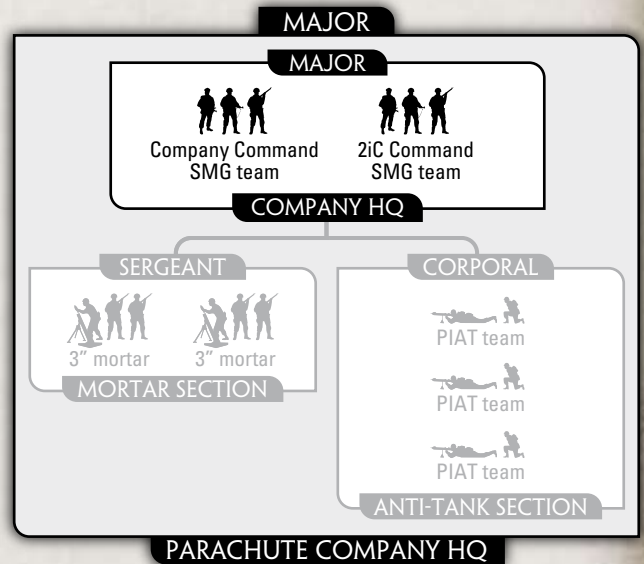 MAJOR
MAJOR
Company Command
SMG team
2iC Command
SMG team
COMPANY HQ
SERGEANT
3” mortar
3” mortar
MORTAR SECTION
CORPORAL
PIAT team
PIAT team
PIAT team
ANTI-TANK SECTION
PARACHUTE COMPANY HQ